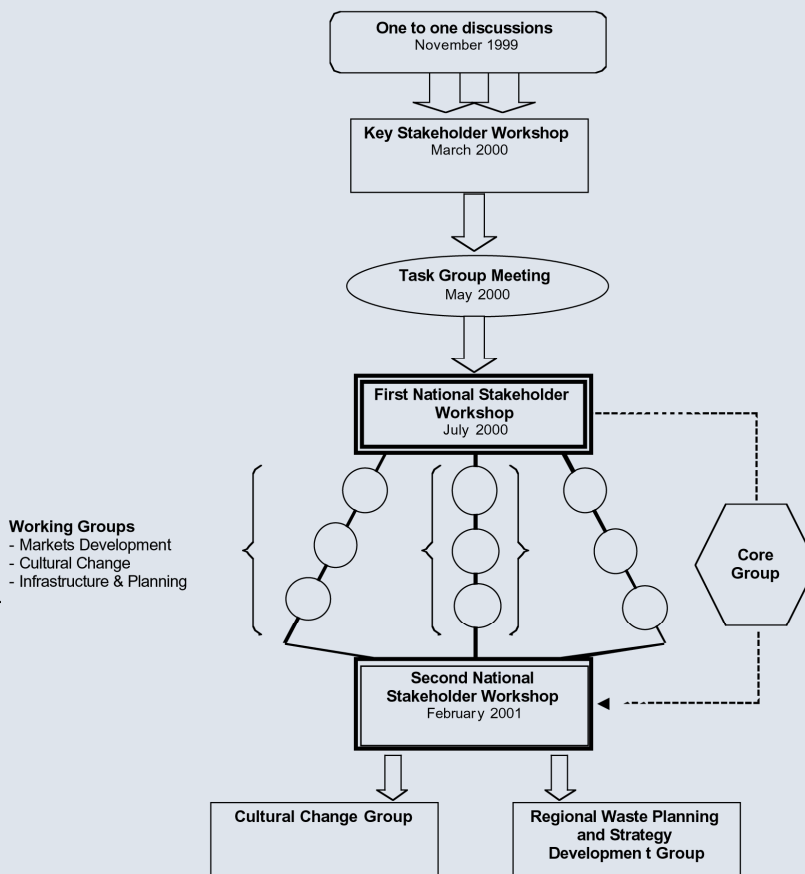 One to one discussions
November 1999
Key Stakeholder Workshop
March 2000
Task Group Meeting
May 2000
First National Stakeholder
Workshop
July 2000
Working Groups
- Markets Development
- Cultural Change
- Infrastructure & Planning
Core
Group
Second National
Stakeholder Workshop
February 2001
Cultural Change Group
Regional Waste Planning
and Strategy
Developmen t Group